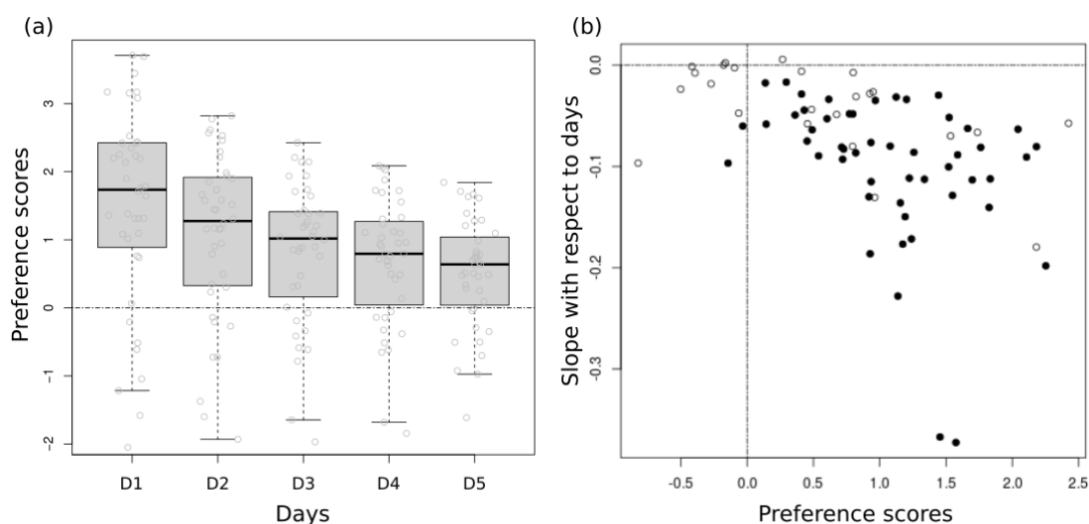 (a)
Preference scores
3
2
1
0
-1
-2
D1 D2 D3 D4 D5
Days
(b)
Slope with respect to days
0.0
-0.1
-0.2
-0.3
-0.5 0.0 0.5 1.0 1.5 2.0 2.5
Preference scores